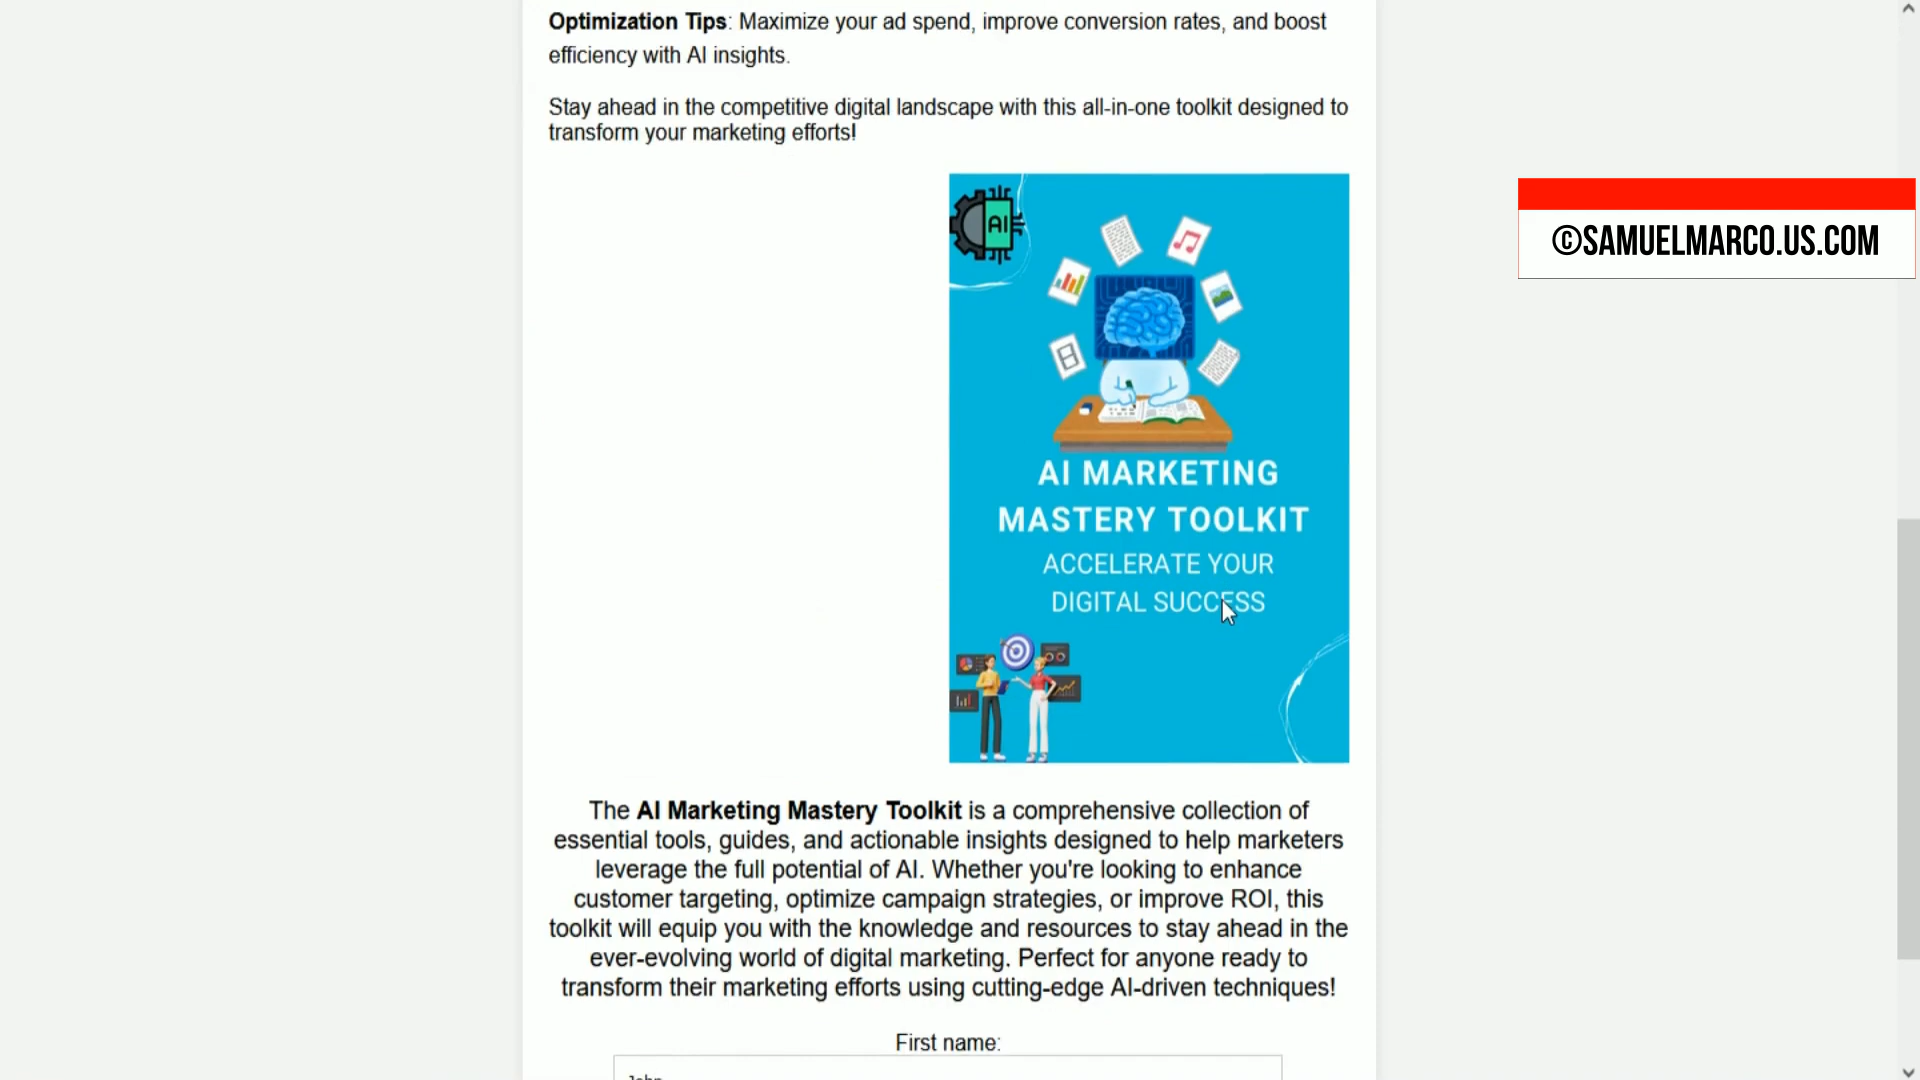 Optimization Tips: Maximize your ad spend, improve conversion rates, and boost
efficiency with AI insights.
Stay ahead in the competitive digital landscape with this all-in-one toolkit designed to
transform your marketing efforts!
©SAMUELMARCO.US.COM
AI
AI MARKETING
MASTERY TOOLKIT
ACCELERATE YOUR
DIGITAL SUCCESS
The AI Marketing Mastery Toolkit is a comprehensive collection of
essential tools, guides, and actionable insights designed to help marketers
leverage the full potential of AI. Whether you're looking to enhance
customer targeting, optimize campaign strategies, or improve ROI, this
toolkit will equip you with the knowledge and resources to stay ahead in the
ever-evolving world of digital marketing. Perfect for anyone ready to
transform their marketing efforts using cutting-edge AI-driven techniques!
First name:
John